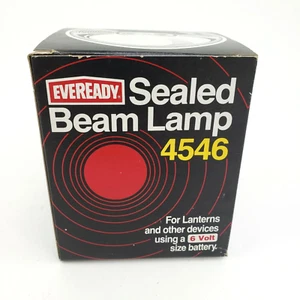 EVEREADY Sealed
Beam Lamp
4546
For Lanterns
and other devices
using a 6 Volt
size battery.